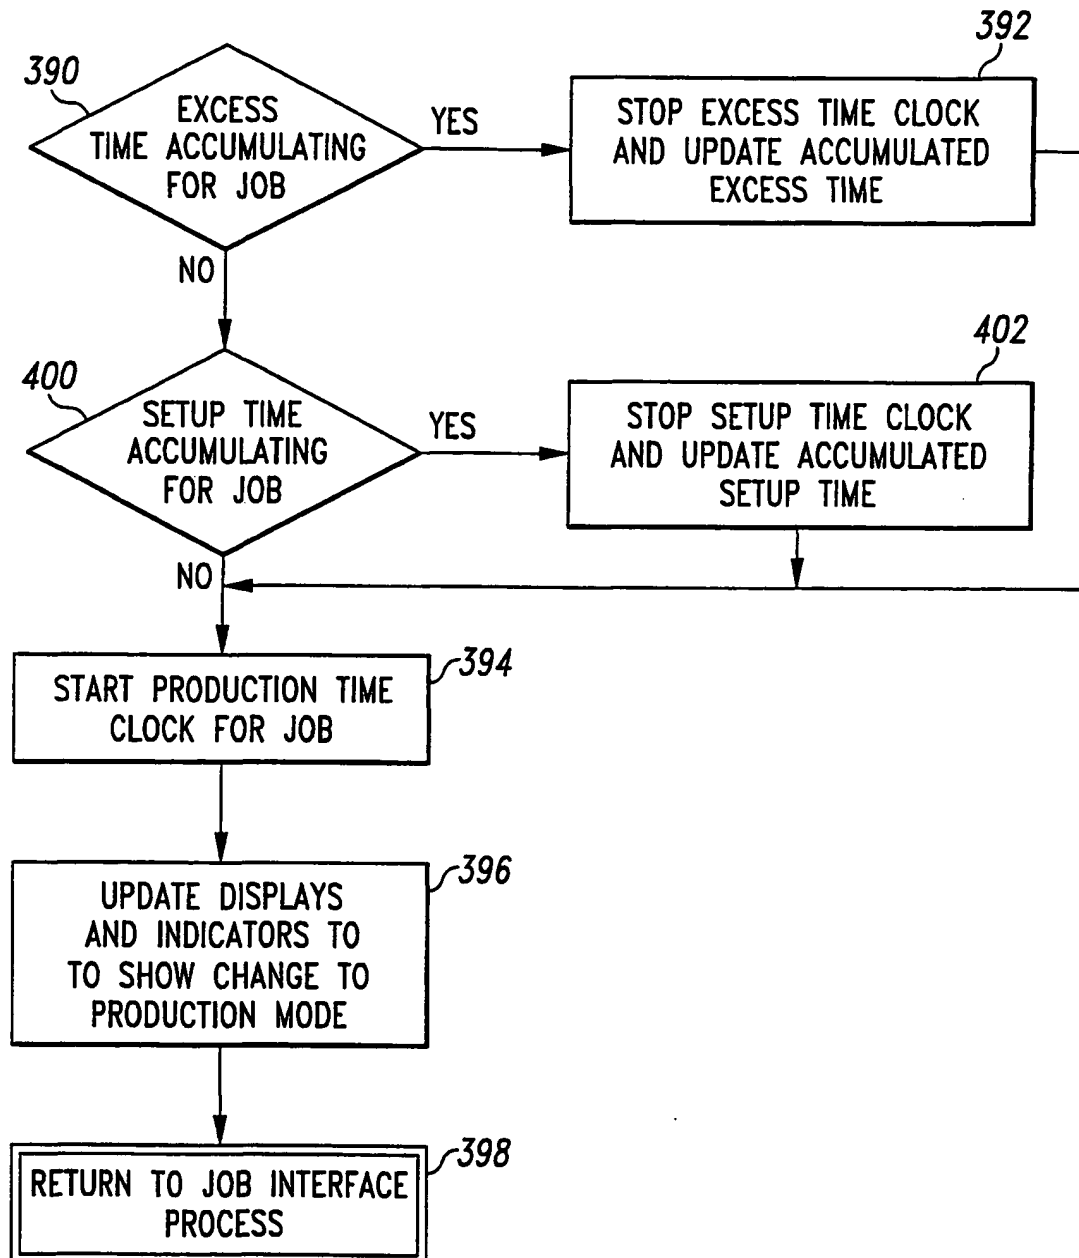 390
EXCESS
TIME ACCUMULATING
FOR JOB
YES
392
STOP EXCESS TIME CLOCK
AND UPDATE ACCUMULATED
EXCESS TIME
NO
400
SETUP TIME
ACCUMULATING
FOR JOB
YES
402
STOP SETUP TIME CLOCK
AND UPDATE ACCUMULATED
SETUP TIME
NO
394
START PRODUCTION TIME
CLOCK FOR JOB
396
UPDATE DISPLAYS
AND INDICATORS TO
TO SHOW CHANGE TO
PRODUCTION MODE
398
RETURN TO JOB INTERFACE
PROCESS